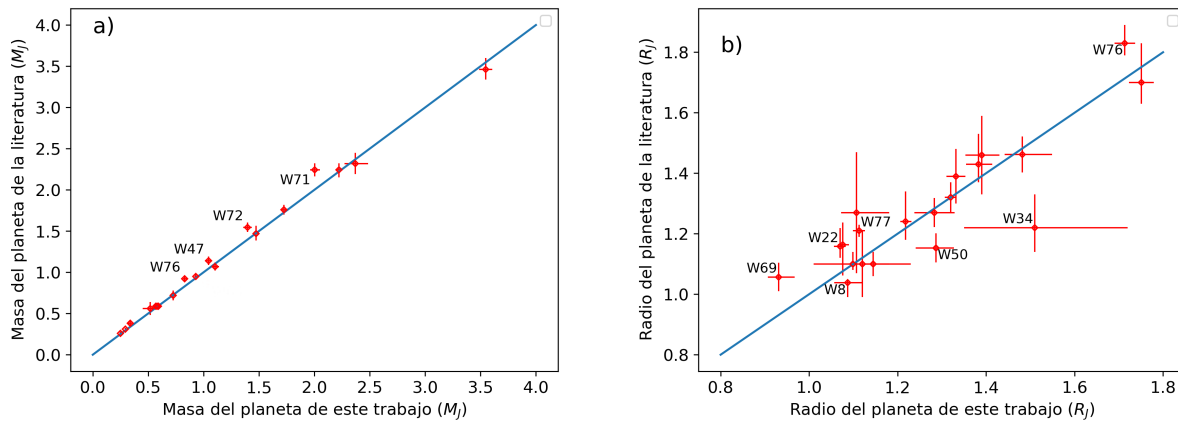 a)
4.0
3.5
3.0
2.5
2.0
1.5
1.0
0.5
0.0
W71
W72
W47
W76
0.0 0.5 1.0 1.5 2.0 2.5 3.0 3.5 4.0
Masa del planeta de este trabajo (M_J)
Masa del planeta de la literatura (M_J)
b)
1.8
1.6
1.4
1.2
1.0
0.8
W76
W34
W77
W22
W50
W69
W8
0.8 1.0 1.2 1.4 1.6 1.8
Radio del planeta de este trabajo (R_J)
Radio del planeta de la literatura (R_J)